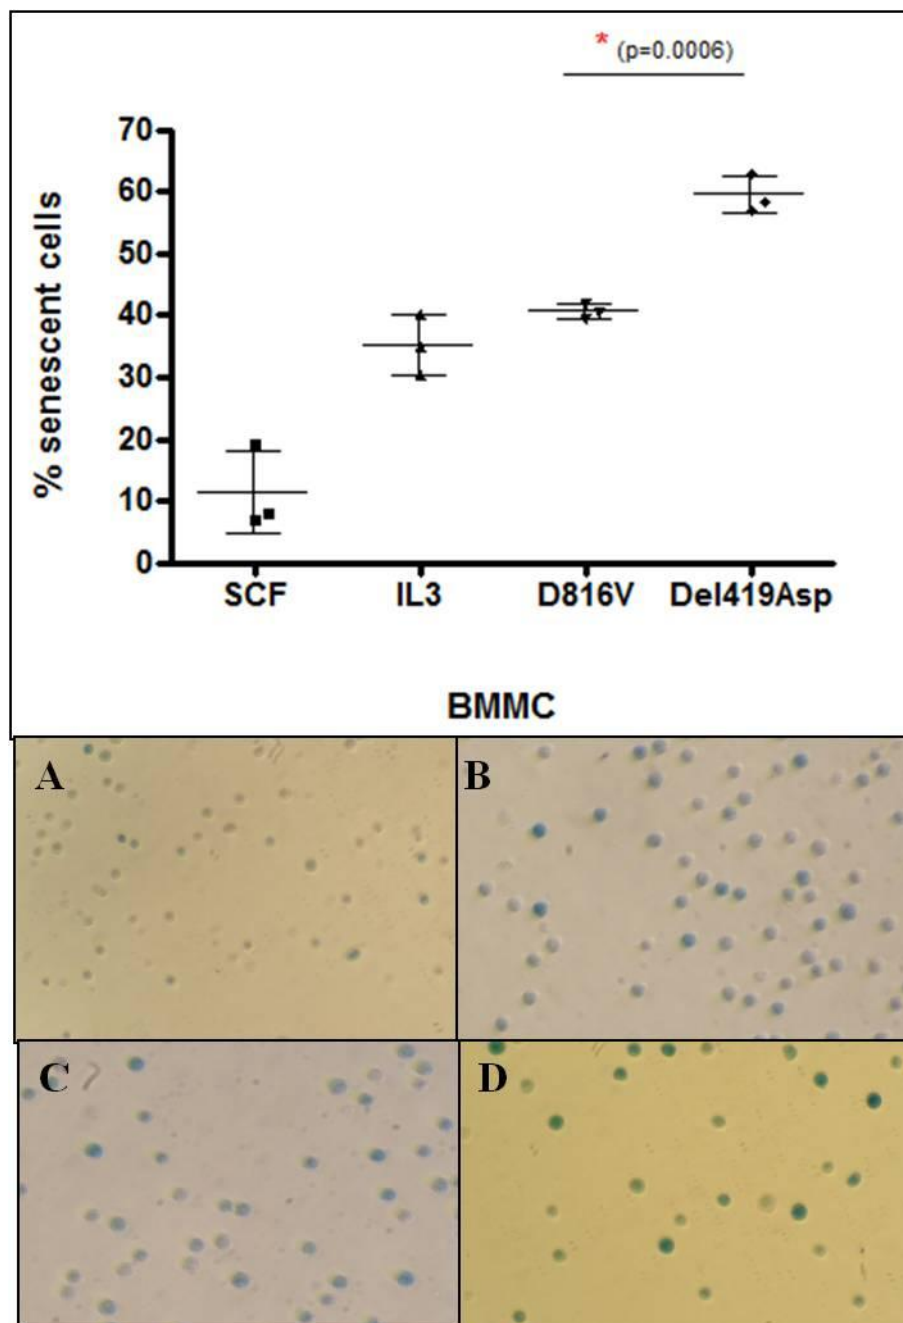 * (p=0.0006)
70
60
50
40
30
20
10
0
% senescent cells
SCF IL3 D816V Del419Asp
BMMC
A B
C D